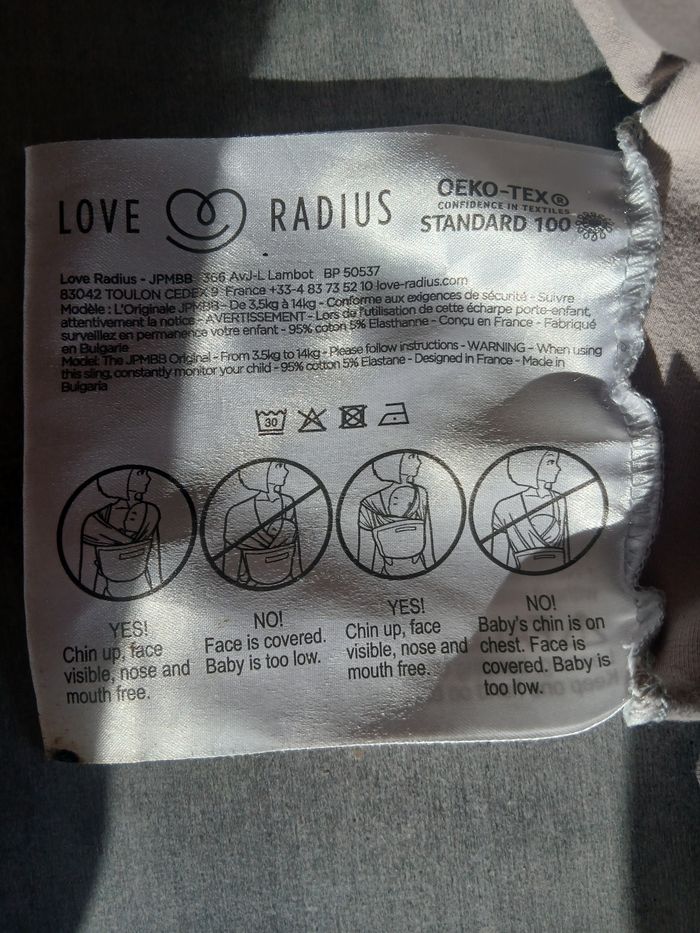 LOVE RADIUS
OEKO-TEX®
CONFIDENCE IN TEXTILES
STANDARD 100
Love Radius - JPMBB 366 AvJ-L Lambot BP 50537
83042 TOULON CEDEX 9 France +33-4 83 73 52 10 love-radius.com
Modèle : L'Originale JPMBB - De 3,5kg à 14kg - Conforme aux exigences de sécurité - Suivre
attentivement la notice - AVERTISSEMENT - Lors de l'utilisation de cette écharpe porte-enfant,
surveillez en permanence votre enfant - 95% coton 5% Elasthanne - Conçu en France - Fabriqué
en Bulgarie
Model: The JPMBB Original - From 3.5kg to 14kg - Please follow instructions - WARNING - When using
this sling, constantly monitor your child - 95% cotton 5% Elastane - Designed in France - Made in
Bulgaria
30
YES!
Chin up, face
visible, nose and
mouth free.
NO!
Face is covered.
Baby is too low.
YES!
Chin up, face
visible, nose and
mouth free.
NO!
Baby's chin is on
chest. Face is
covered. Baby is
too low.